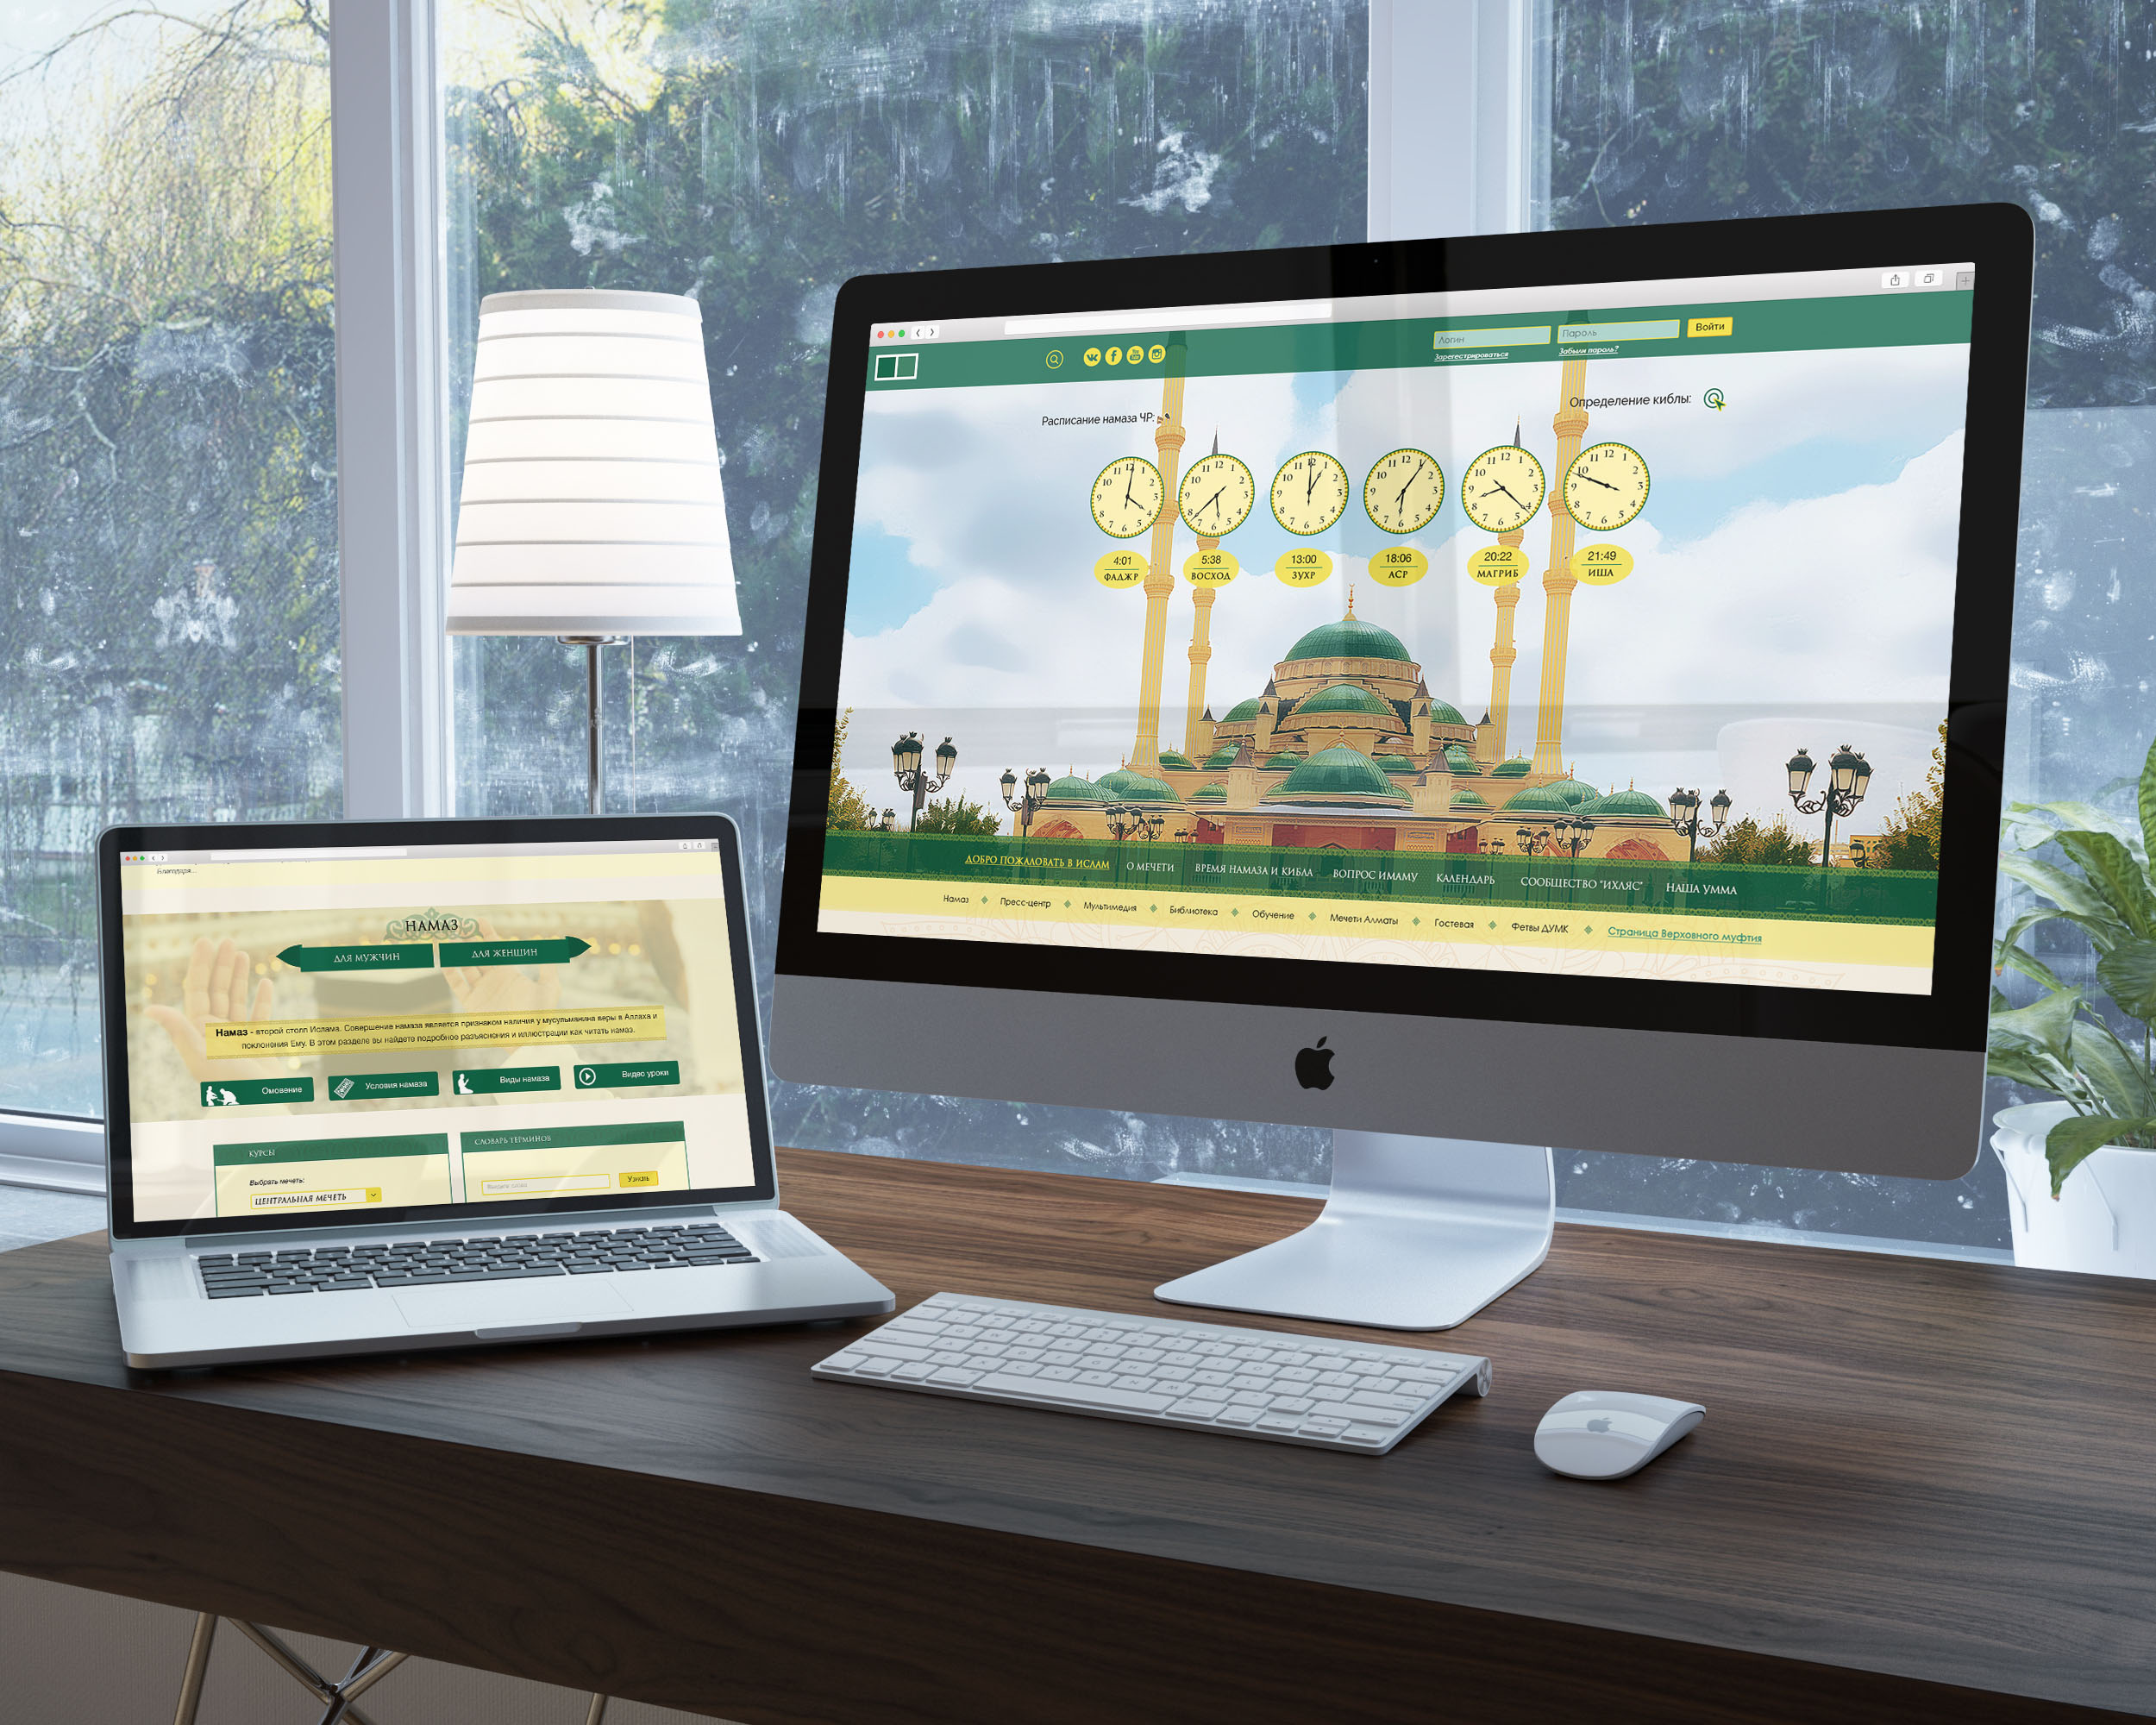 Логин
Пароль
Войти
Зарегестрироваться
Забыли пароль?
Расписание намаза ЧР:
Определение киблы:
4:01
ФАДЖР
5:38
ВОСХОД
13:00
ЗУХР
18:06
АСР
20:22
МАГРИБ
21:49
ИША
ДОБРО ПОЖАЛОВАТЬ В ИСЛАМ О МЕЧЕТИ ВРЕМЯ НАМАЗА И КИБЛА ВОПРОС ИМАМУ КАЛЕНДАРЬ СООБЩЕСТВО "ИХЛЯС" НАША УММА
Намаз Пресс-центр Мультимедия Библиотека Обучение Мечети Алматы Гостевая Фетвы ДУМК Страница Верховного муфтия
НАМАЗ
ДЛЯ МУЖЧИН ДЛЯ ЖЕНЩИН
Намаз - второй столп Ислама. Совершение намаза является признаком наличия у мусульманина веры в Аллаха и
поклонения Ему. В этом разделе вы найдете подробное разъяснения и иллюстрации как читать намаз.
Омовение Условия намаза Виды намаза Видео уроки
КУРСЫ
Выбрать мечеть:
ЦЕНТРАЛЬНАЯ МЕЧЕТЬ
СЛОВАРЬ ТЕРМИНОВ
Узнать